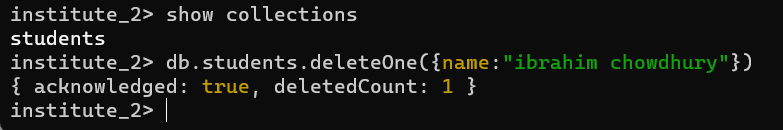 institute_2> show collections
students
institute_2> db.students.deleteOne({name:"ibrahim chowdhury"})
{ acknowledged: true, deletedCount: 1 }
institute_2>